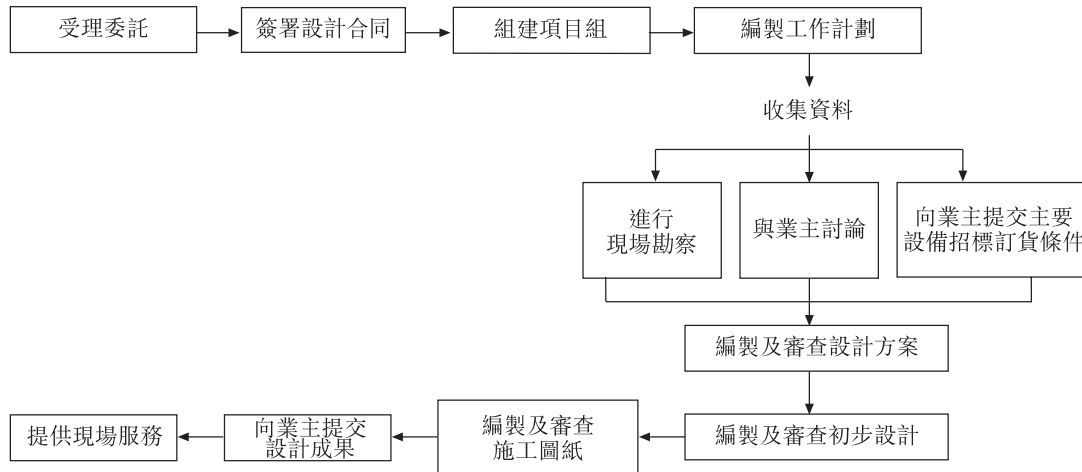 受理委託
簽署設計合同
組建項目組
編製工作計劃
收集資料
進行
現場勘察
與業主討論
向業主提交主要
設備招標訂貨條件
編製及審查設計方案
編製及審查初步設計
編製及審查
施工圖紙
向業主提交
設計成果
提供現場服務